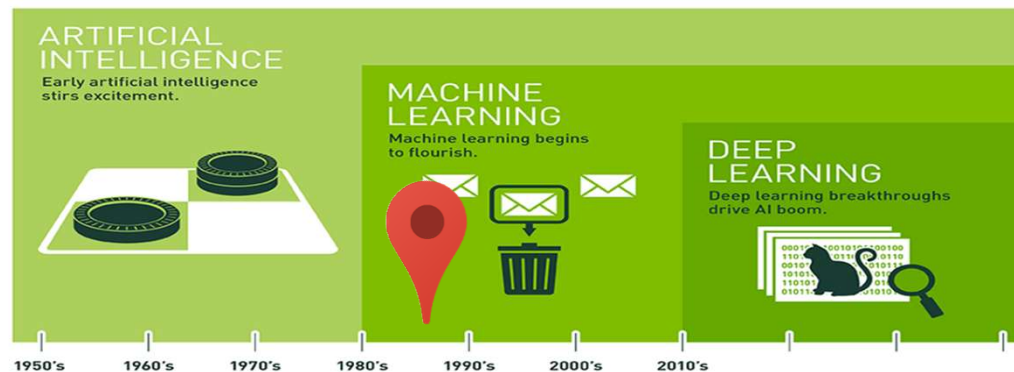 ARTIFICIAL
INTELLIGENCE
Early artificial intelligence
stirs excitement.
MACHINE
LEARNING
Machine learning begins
to flourish.
DEEP
LEARNING
Deep learning breakthroughs
drive AI boom.
1950's 1960's 1970's 1980's 1990's 2000's 2010's